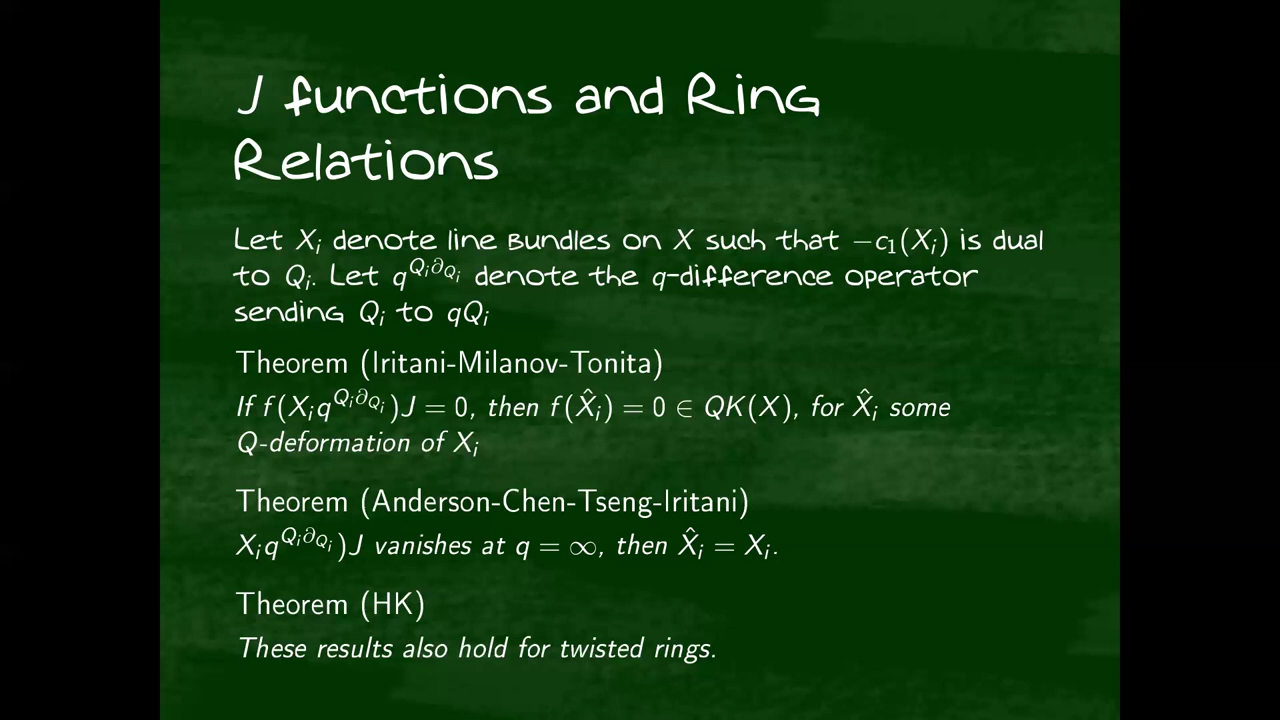 J functions and Ring
Relations
Let X_i denote line bundles on X such that −c_1(X_i) is dual
to Q_i. Let q^{Q_i∂_{Q_i}} denote the q-difference operator
sending Q_i to qQ_i
Theorem (Iritani-Milanov-Tonita)
If f(X_i q^{Q_i∂_{Q_i}})J = 0, then f(X̂_i) = 0 ∈ QK(X), for X̂_i some
Q-deformation of X_i
Theorem (Anderson-Chen-Tseng-Iritani)
X_i q^{Q_i∂_{Q_i}})J vanishes at q = ∞, then X̂_i = X_i.
Theorem (HK)
These results also hold for twisted rings.